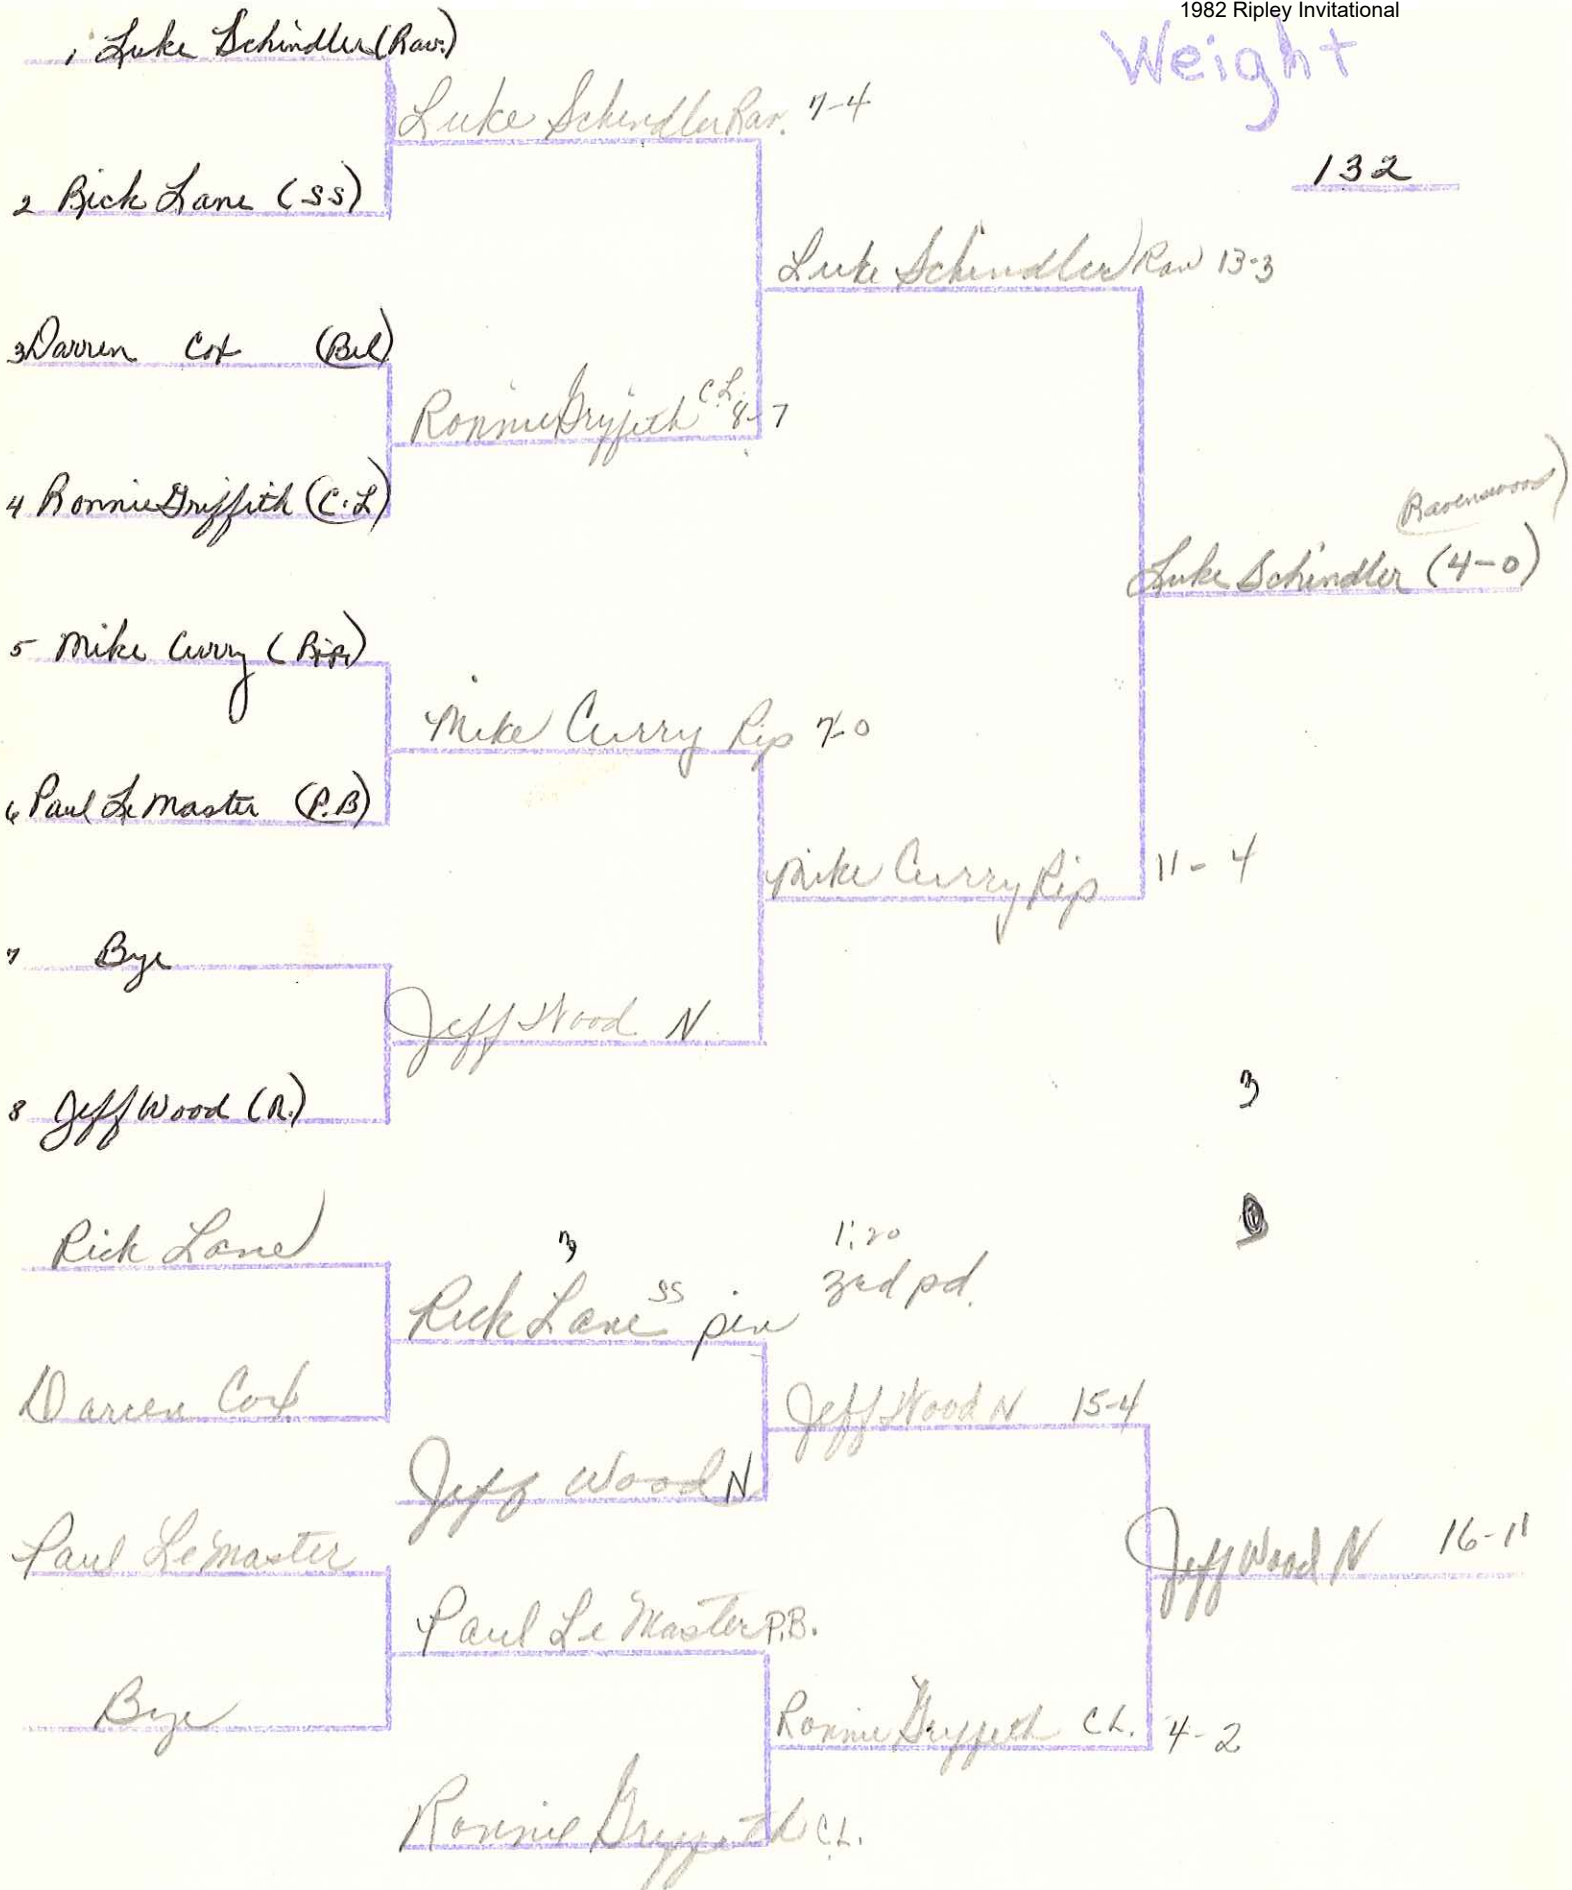 1982 Ripley Invitational
Weight
132
1 Luke Schindler (Rav.)
Luke Schindler Rav. 7-4
2 Rick Lane (SS)
Luke Schindler Rav 13-3
3 Darren Cox (Bel)
Ronnie Griffith C.L. 8-7
4 Ronnie Griffith (C.L)
(Ravenswood)
Luke Schindler (4-0)
5 Mike Curry (Rip)
Mike Curry Rip 7-0
6 Paul LeMaster (P.B)
Mike Curry Rip 11-4
7 Bye
Jeff Wood N
8 Jeff Wood (N.)
3
Rick Lane
3
1:20
Rick Lane SS pin
pd.
Darren Cox
Jeff Wood N 15-4
Jeff Wood N
Paul LeMaster
Jeff Wood N 16-11
Paul Le Master P.B.
Bye
Ronnie Griffith C.L. 4-2
Ronnie Griffith C.L.